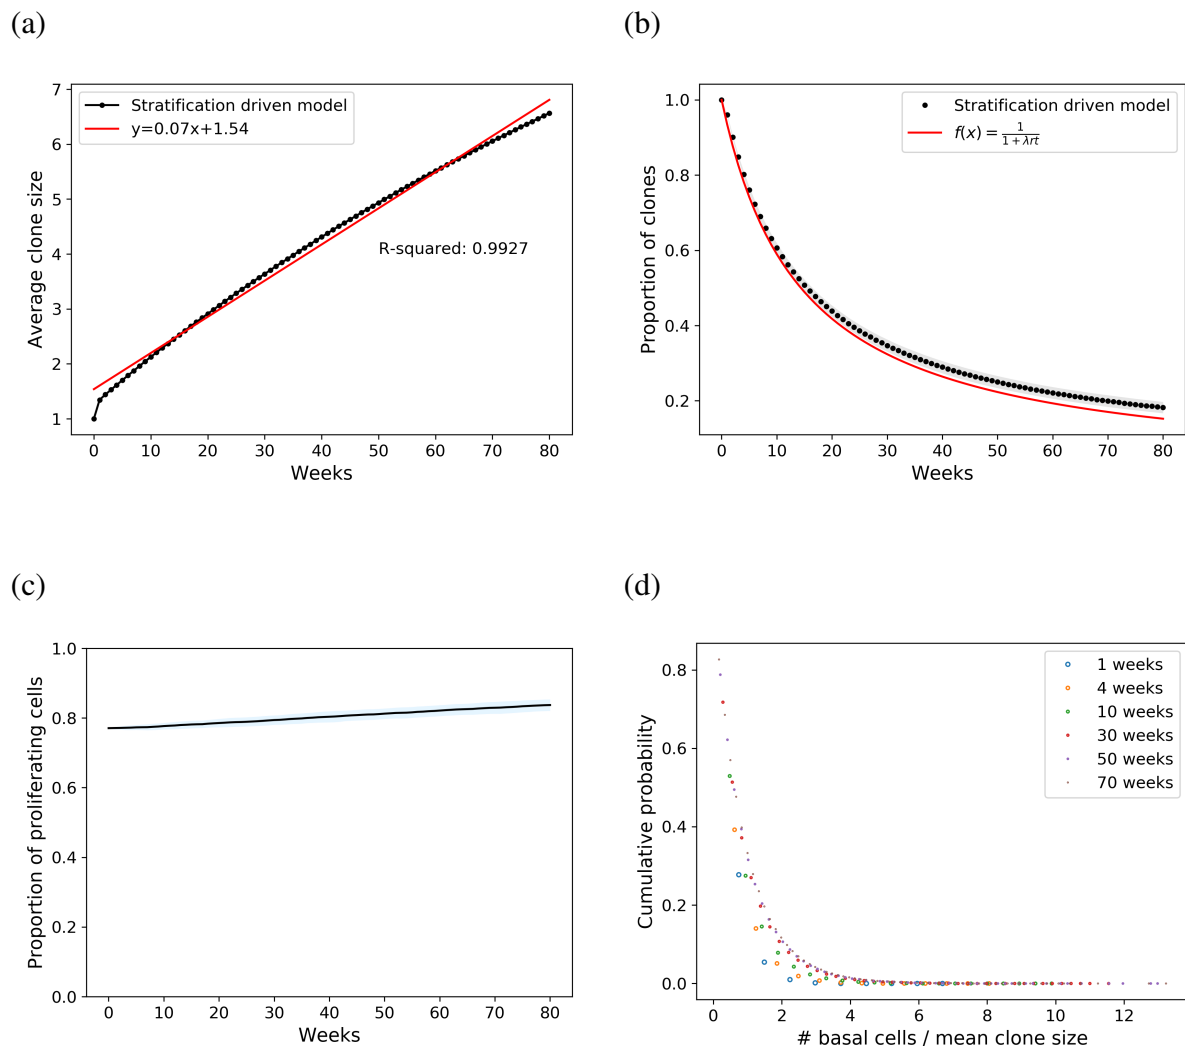 (a)
(b)
7
6
5
4
3
2
1
Average clone size
Stratification driven model
y=0.07x+1.54
R-squared: 0.9927
0 10 20 30 40 50 60 70 80
Weeks
1.0
0.8
0.6
0.4
0.2
Proportion of clones
Stratification driven model
f(x) = 1/(1 + λrt)
0 10 20 30 40 50 60 70 80
Weeks
(c)
(d)
1.0
0.8
0.6
0.4
0.2
0.0
Proportion of proliferating cells
0 10 20 30 40 50 60 70 80
Weeks
0.8
0.6
0.4
0.2
0.0
Cumulative probability
1 weeks
4 weeks
10 weeks
30 weeks
50 weeks
70 weeks
0 2 4 6 8 10 12
# basal cells / mean clone size